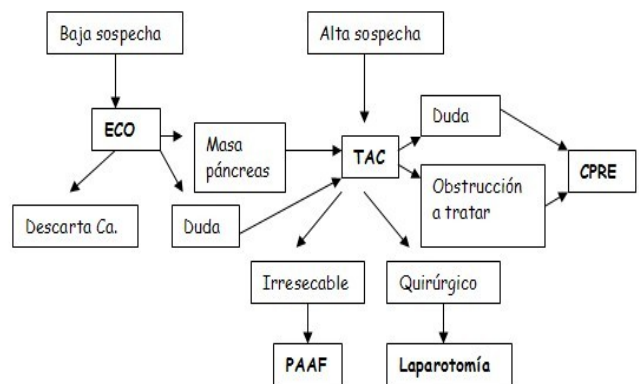 Baja sospecha
Alta sospecha
ECO
Masa
páncreas
TAC
Duda
CPRE
Obstrucción
a tratar
Descarta Ca.
Duda
Irresecable
Quirúrgico
PAAF
Laparotomía